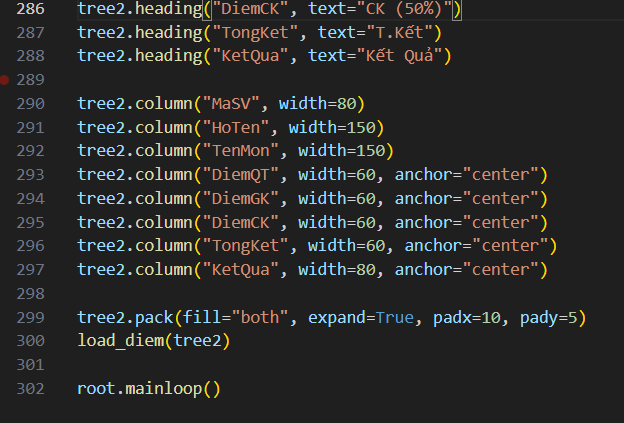 286 tree2.heading("DiemCK", text="CK (50%)")
287 tree2.heading("TongKet", text="T.Kết")
288 tree2.heading("KetQua", text="Kết Quả")
289
290 tree2.column("MaSV", width=80)
291 tree2.column("HoTen", width=150)
292 tree2.column("TenMon", width=150)
293 tree2.column("DiemQT", width=60, anchor="center")
294 tree2.column("DiemGK", width=60, anchor="center")
295 tree2.column("DiemCK", width=60, anchor="center")
296 tree2.column("TongKet", width=60, anchor="center")
297 tree2.column("KetQua", width=80, anchor="center")
298
299 tree2.pack(fill="both", expand=True, padx=10, pady=5)
300 load_diem(tree2)
301
302 root.mainloop()